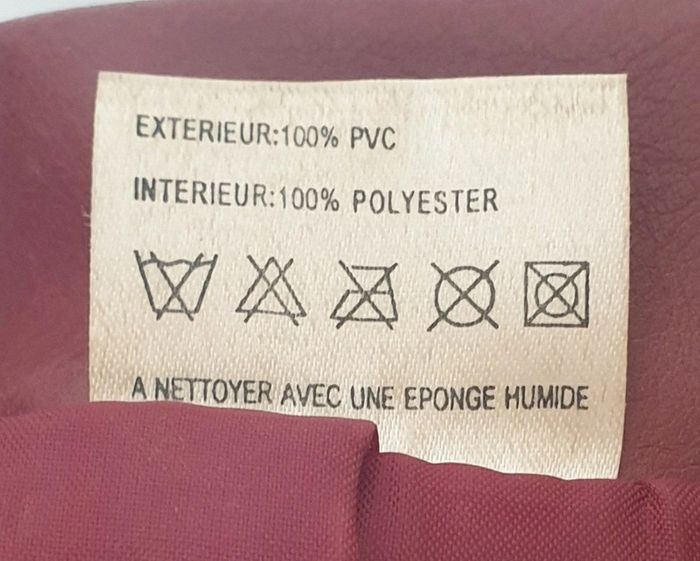 EXTERIEUR:100% PVC
INTERIEUR:100% POLYESTER
A NETTOYER AVEC UNE EPONGE HUMIDE